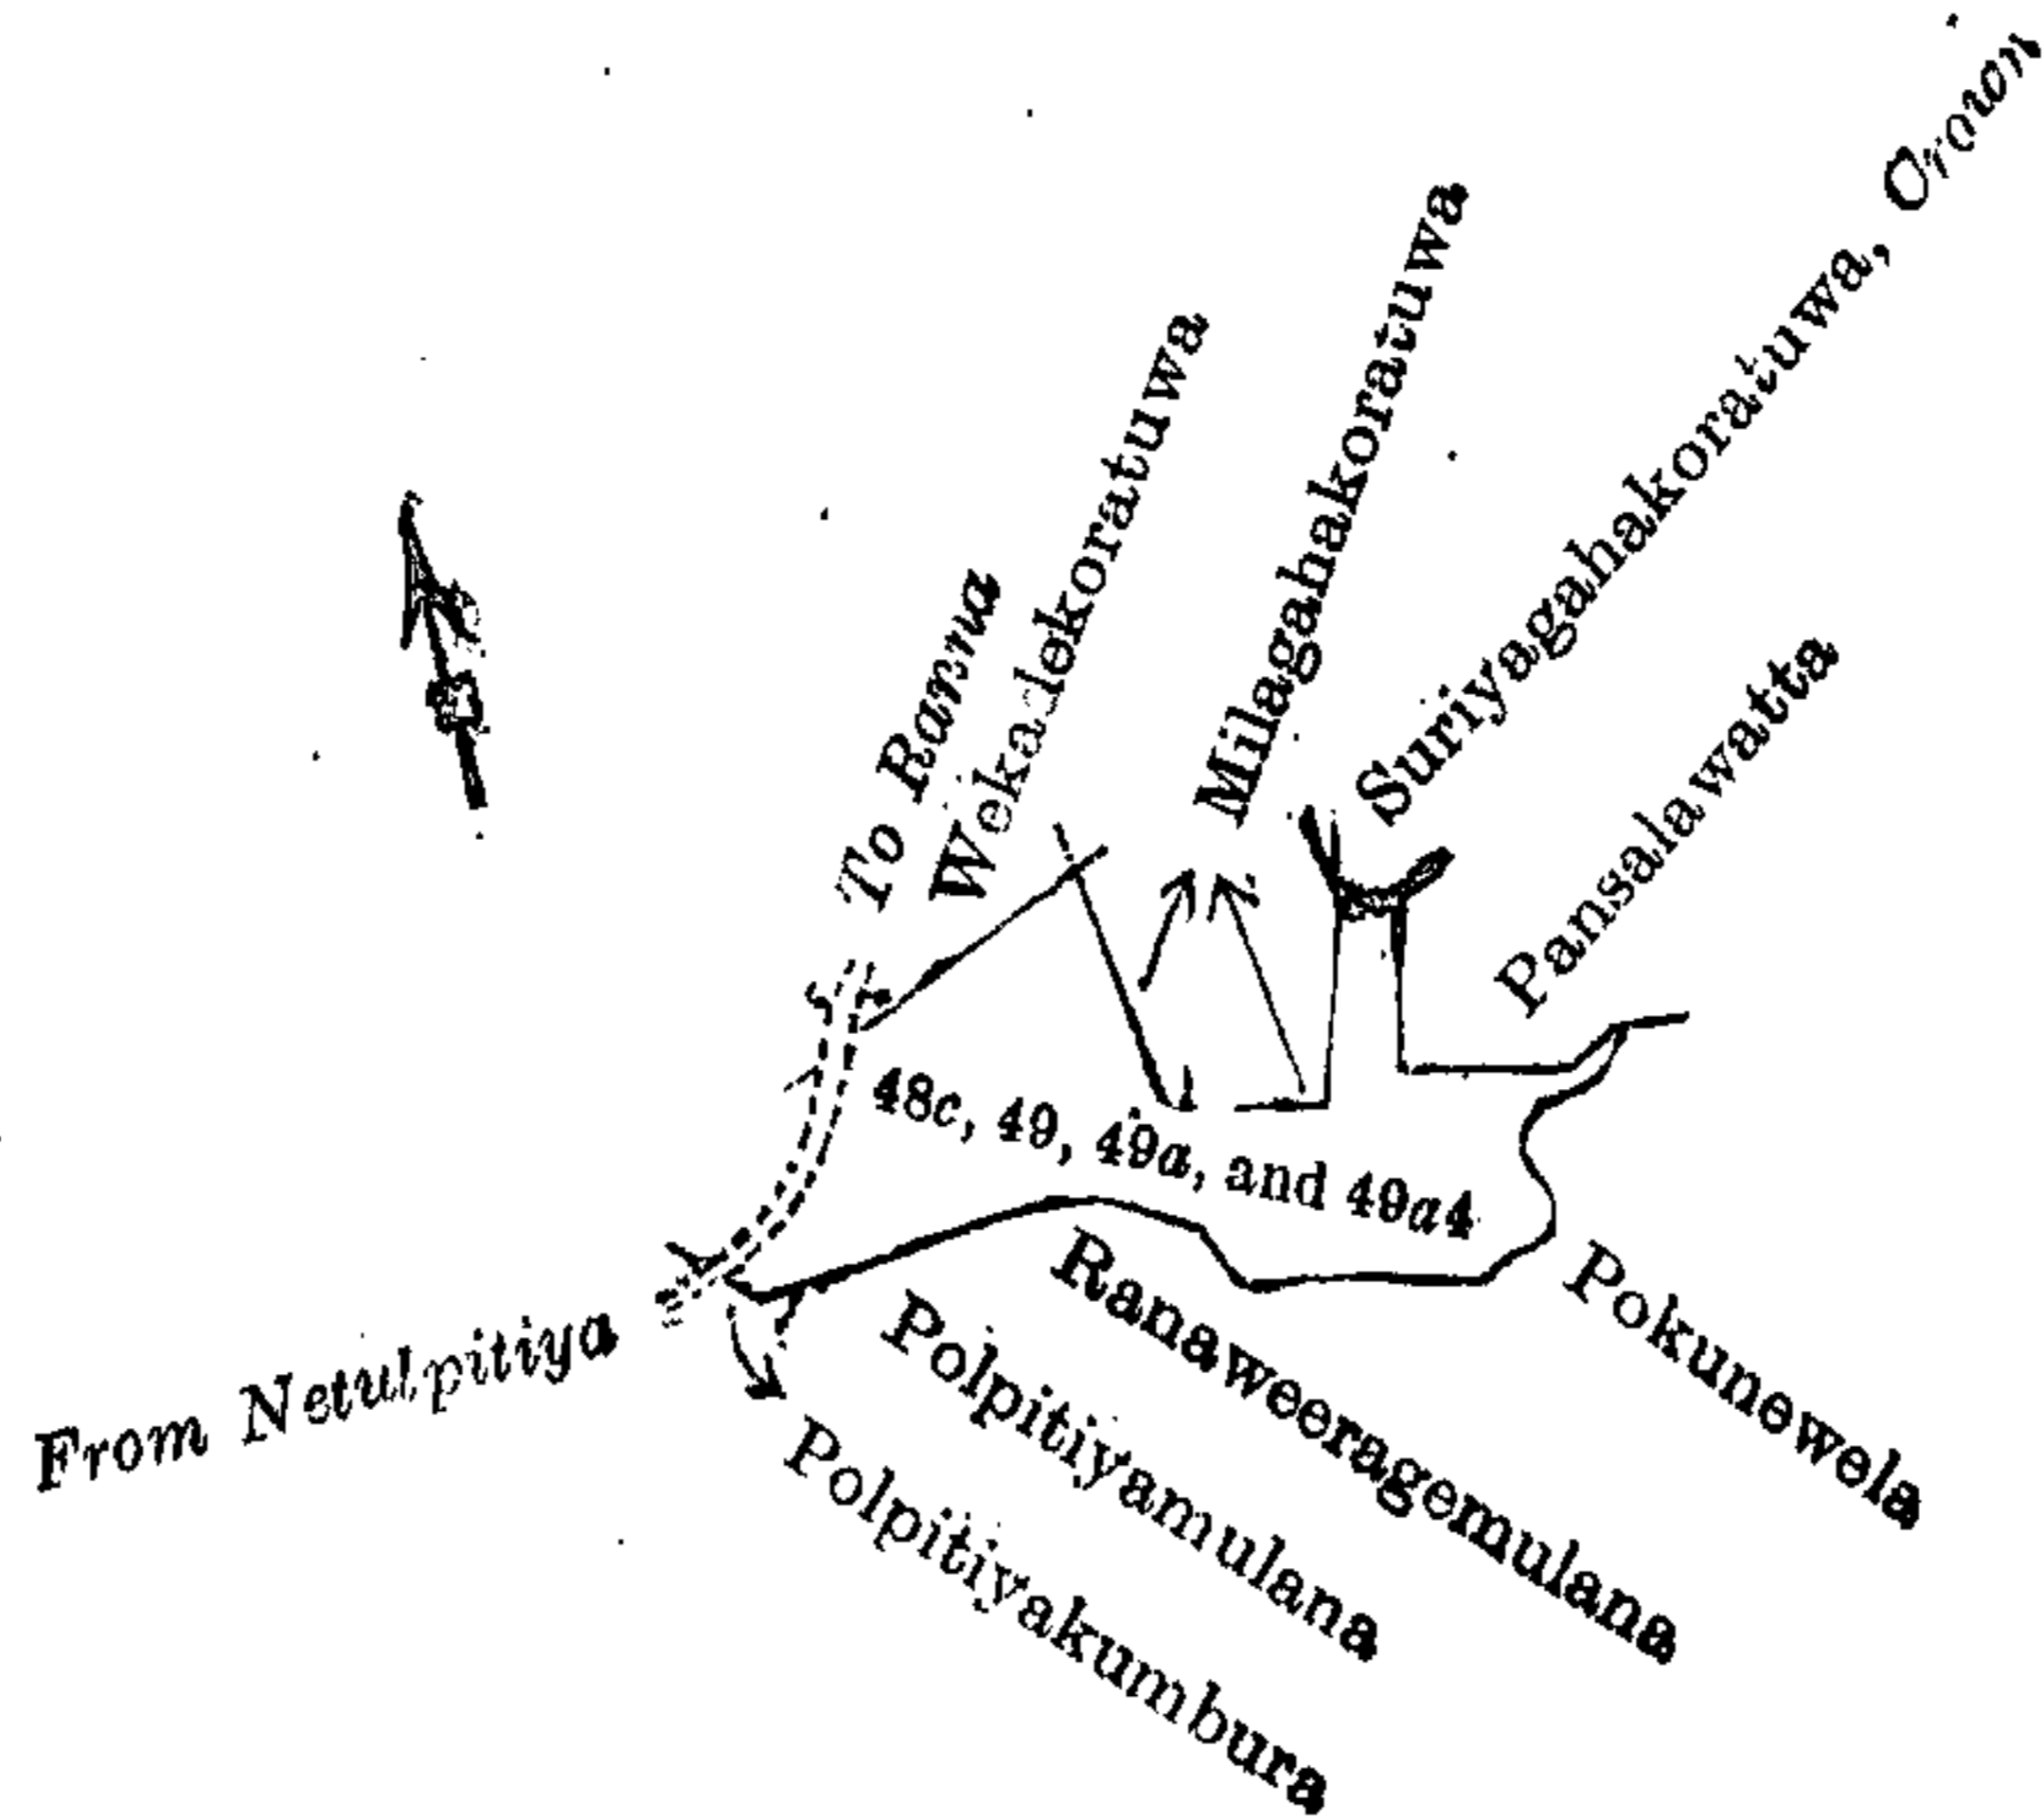 Suriyagahakoratuwa, Crown
Milagahakoratuwa
Wekadekoratuwa
To Ranna
Pansalawatta
48c, 49, 49a, and 49a4
From Netulpitiya
Pokunewela
Ranaweeragemulana
Polpitiyamulana
Polpitiyakumbura